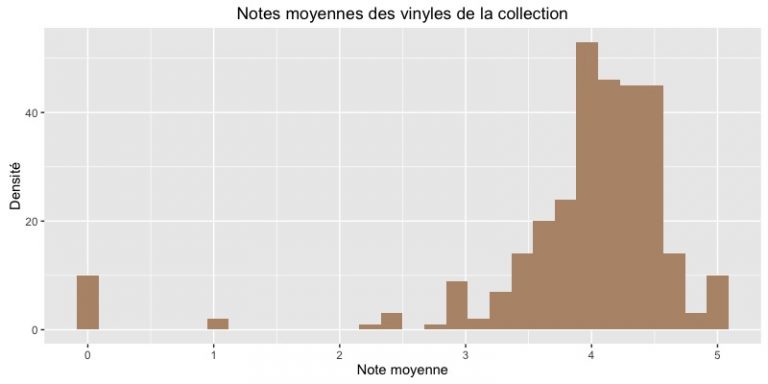 Notes moyennes des vinyles de la collection
Densité
40
20
0
0 1 2 3 4 5
Note moyenne